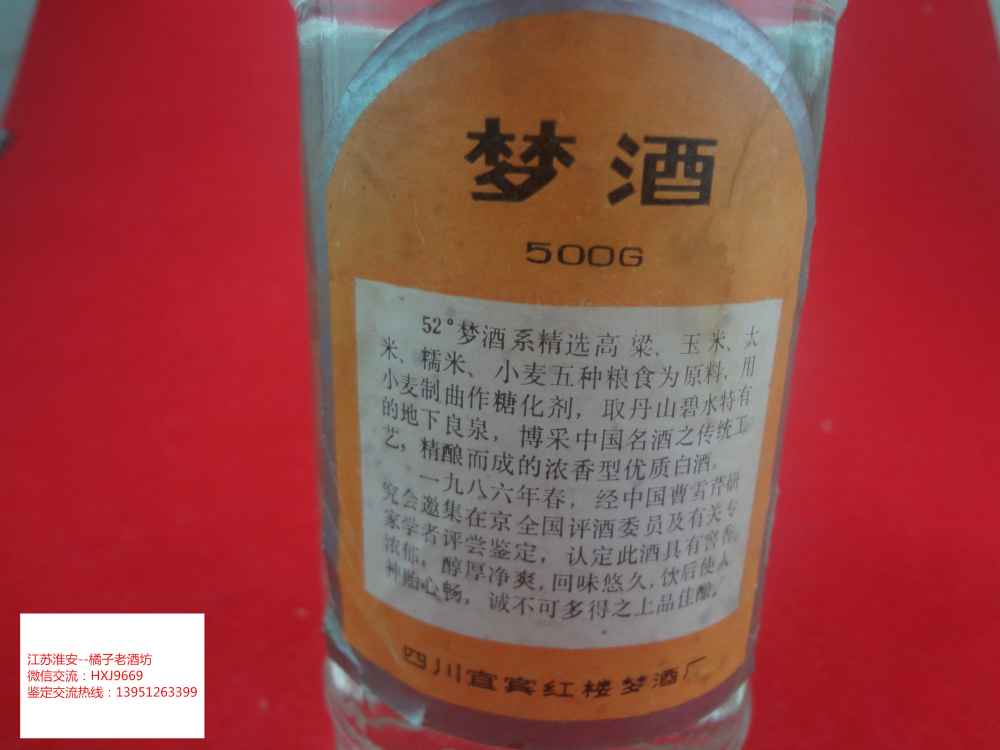 梦酒
500G
52°梦酒系精选高粱、玉米、大
米、糯米、小麦五种粮食为原料，用
小麦制曲作糖化剂，取丹山碧水特有
的地下良泉，博采中国名酒之传统工
艺，精酿而成的浓香型优质白酒。
一九八六年春，经中国曹雪芹研
究会邀集在京全国评酒委员及有关专
家学者评尝鉴定，认定此酒具有窖香
浓郁，醇厚净爽，回味悠久，饮后使人
神贻心畅，诚不可多得之上品佳酿。
四川宜宾红楼梦酒厂
江苏淮安--橘子老酒坊
微信交流：HXJ9669
鉴定交流热线：13951263399